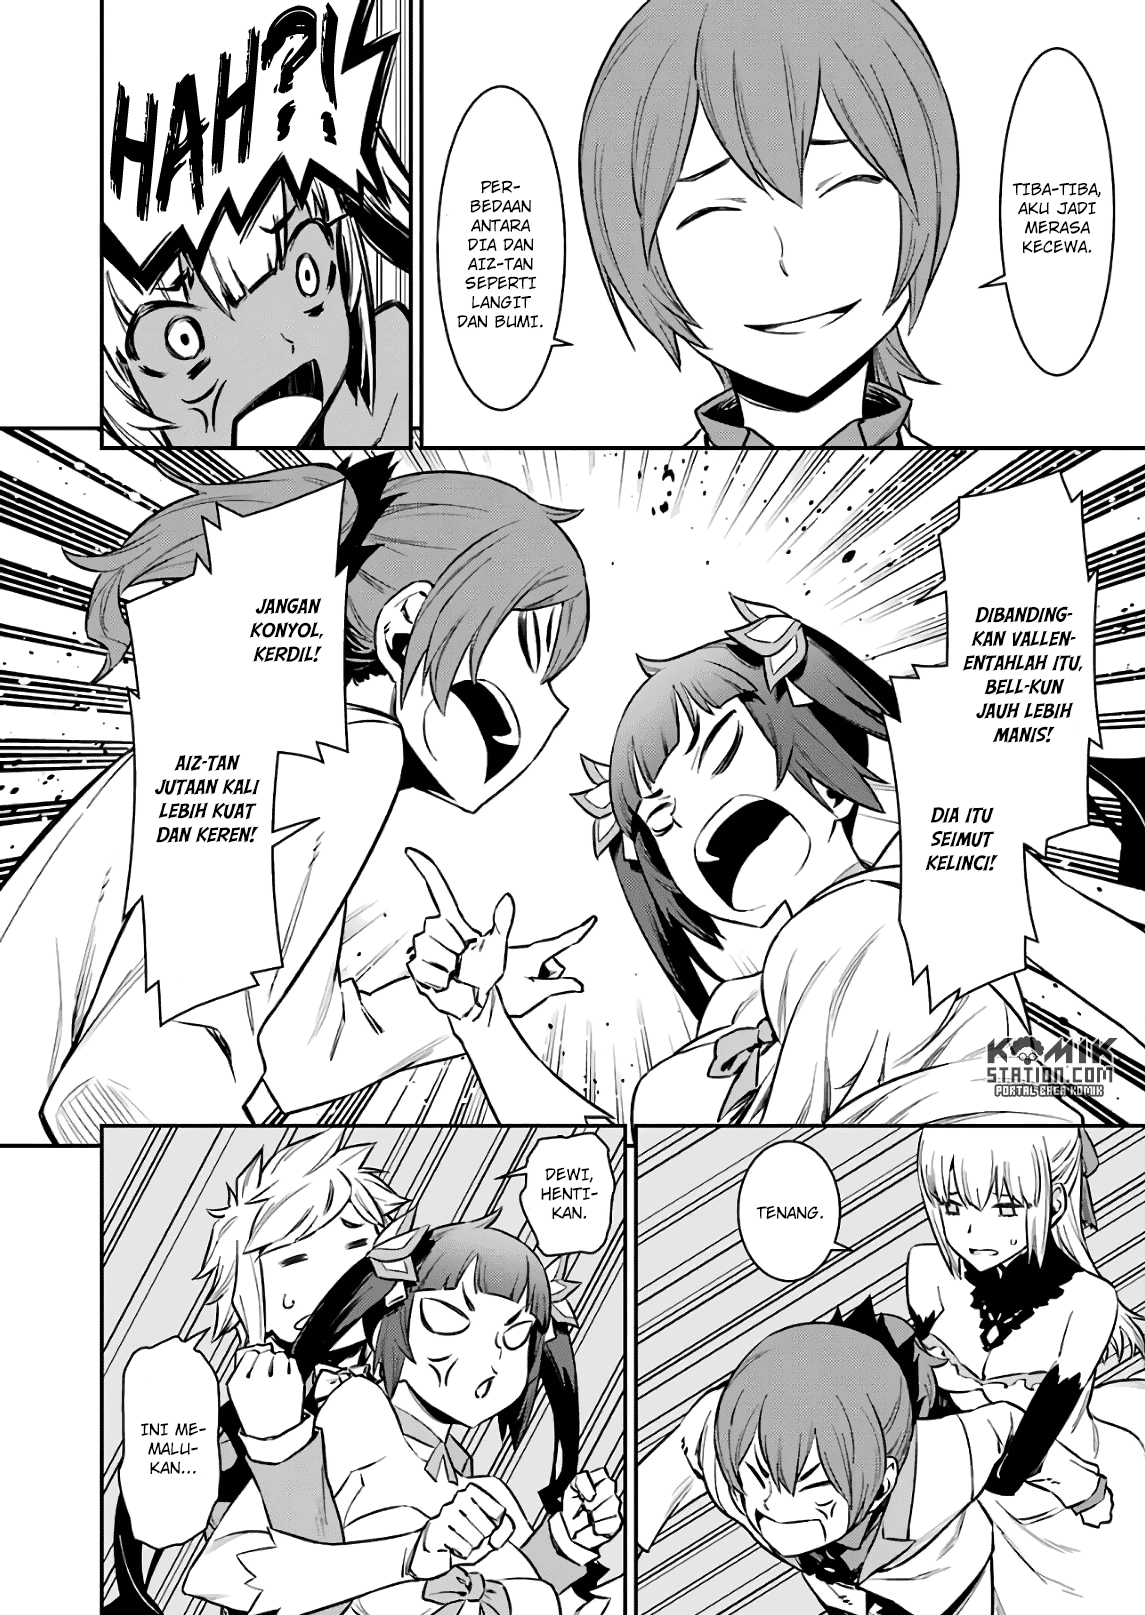 TIBA-TIBA,
AKU JADI
MERASA
KECEWA.
PER-
BEDAAN
ANTARA
DIA DAN
AIZ-TAN
SEPERTI
LANGIT
DAN BUMI.
HAH?!
DIBANDING-
KAN VALLEN-
ENTAHLAH ITU,
BELL-KUN
JAUH LEBIH
MANIS!
DIA ITU
SEIMUT
KELINCI!
JANGAN
KONYOL,
KERDIL!
AIZ-TAN
JUTAAN KALI
LEBIH KUAT
DAN KEREN!
KOMIK
STATION.COM
PORTAL BACA KOMIK
TENANG.
DEWI,
HENTI-
KAN.
INI ME-
MALU-
KAN...